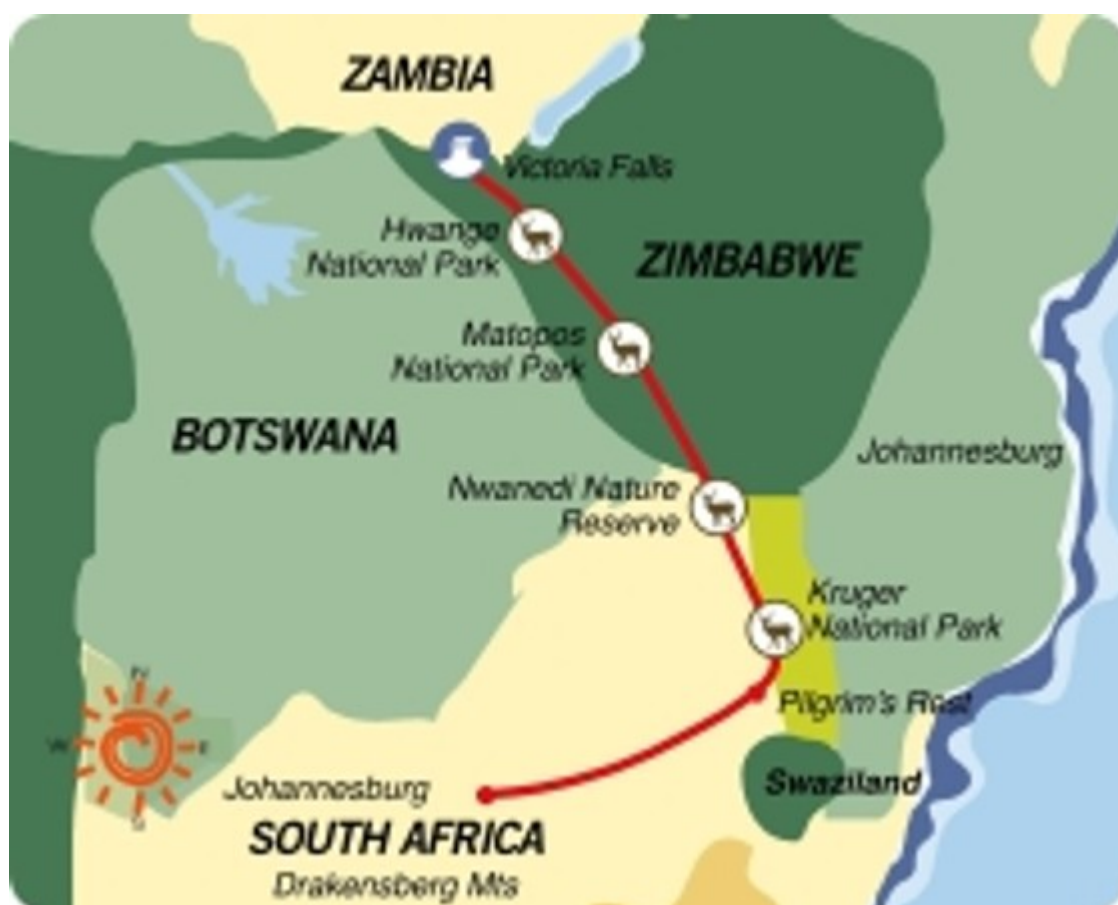 ZAMBIA
Victoria Falls
Hwange
National Park
ZIMBABWE
Matopos
National Park
BOTSWANA
Johannesburg
Nwanedi Nature
Reserve
Kruger
National Park
N
W
E
S
Pilgrim's Rest
Swaziland
Johannesburg
SOUTH AFRICA
Drakensberg Mts